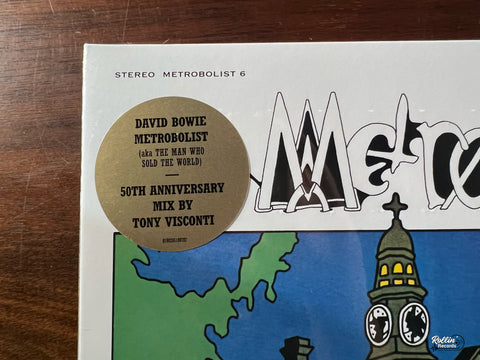 STEREO METROBOLIST 6
DAVID BOWIE
METROBOLIST
(aka THE MAN WHO
SOLD THE WORLD)
50TH ANNIVERSARY
MIX BY
TONY VISCONTI
Metro
Rollin'
Records